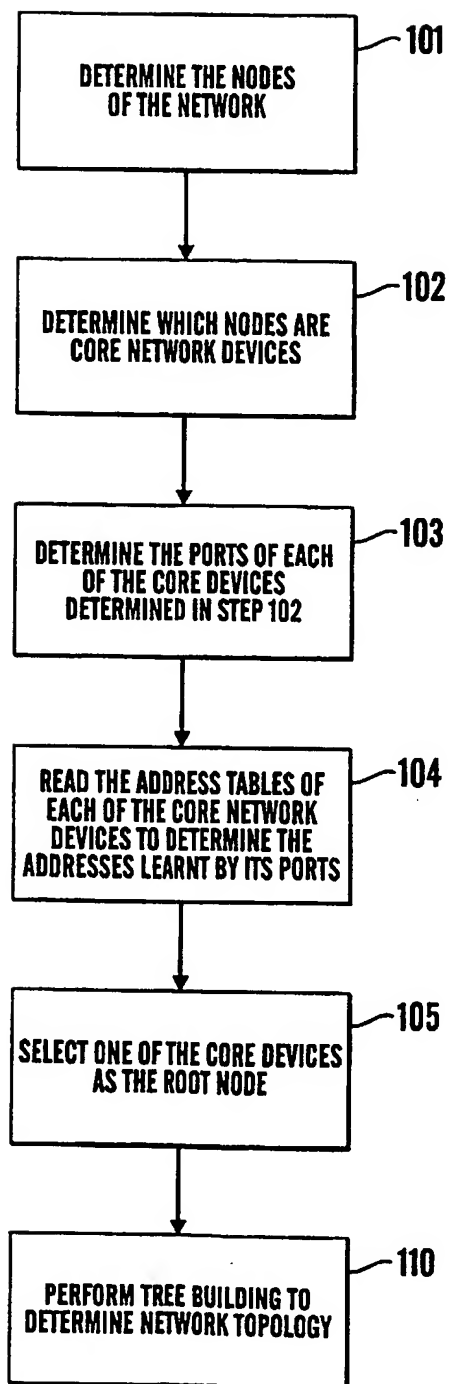 101
DETERMINE THE NODES
OF THE NETWORK
102
DETERMINE WHICH NODES ARE
CORE NETWORK DEVICES
103
DETERMINE THE PORTS OF EACH
OF THE CORE DEVICES
DETERMINED IN STEP 102
104
READ THE ADDRESS TABLES OF
EACH OF THE CORE NETWORK
DEVICES TO DETERMINE THE
ADDRESSES LEARNT BY ITS PORTS
105
SELECT ONE OF THE CORE DEVICES
AS THE ROOT NODE
110
PERFORM TREE BUILDING TO
DETERMINE NETWORK TOPOLOGY